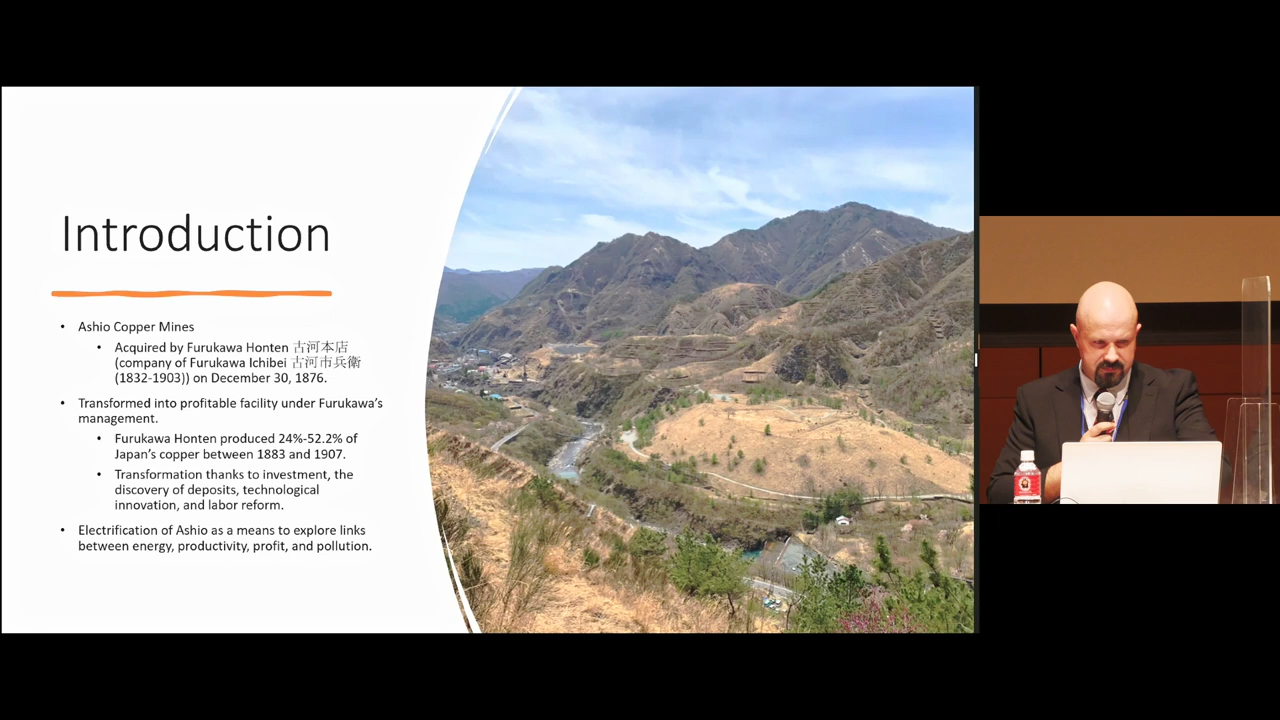 Introduction
• Ashio Copper Mines
• Acquired by Furukawa Honten 古河本店
(company of Furukawa Ichibei 古河市兵衛
(1832-1903)) on December 30, 1876.
• Transformed into profitable facility under Furukawa’s
management.
• Furukawa Honten produced 24%-52.2% of
Japan’s copper between 1883 and 1907.
• Transformation thanks to investment, the
discovery of deposits, technological
innovation, and labor reform.
• Electrification of Ashio as a means to explore links
between energy, productivity, profit, and pollution.